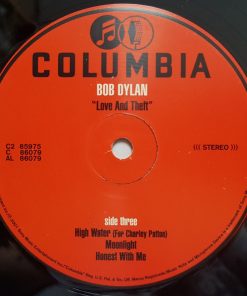 COLUMBIA
BOB DYLAN
"Love And Theft"
C2 85975
C 86079
AL 86079
((( STEREO )))
side three
High Water (For Charley Patton)
Moonlight
Honest With Me